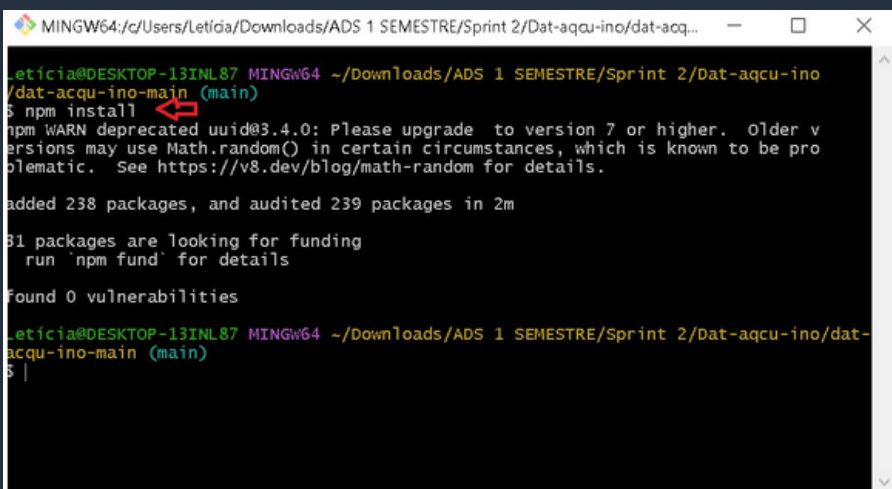 MINGW64:/c/Users/Letícia/Downloads/ADS 1 SEMESTRE/Sprint 2/Dat-aqcu-ino/dat-acq...
Letícia@DESKTOP-13INL87 MINGW64 ~/Downloads/ADS 1 SEMESTRE/Sprint 2/Dat-aqcu-ino
/dat-acqu-ino-main (main)
$ npm install
npm WARN deprecated uuid@3.4.0: Please upgrade  to version 7 or higher.  Older v
ersions may use Math.random() in certain circumstances, which is known to be pro
blematic.  See https://v8.dev/blog/math-random for details.
added 238 packages, and audited 239 packages in 2m
31 packages are looking for funding
  run `npm fund` for details
found 0 vulnerabilities
Letícia@DESKTOP-13INL87 MINGW64 ~/Downloads/ADS 1 SEMESTRE/Sprint 2/Dat-aqcu-ino/dat-
acqu-ino-main (main)
$